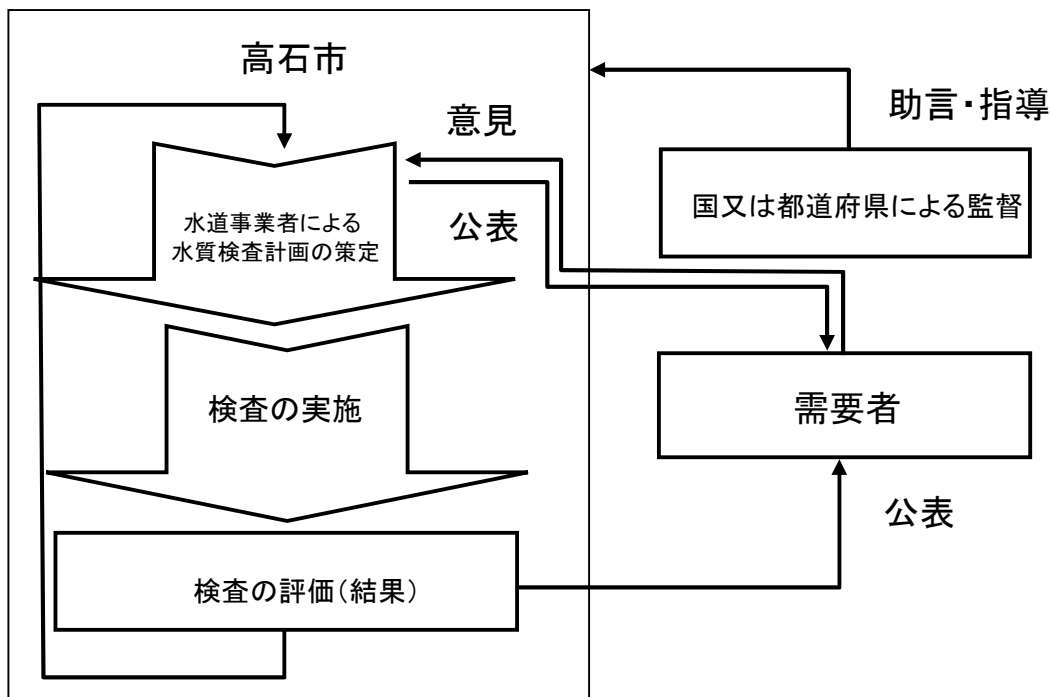 高石市
助言・指導
意見
国又は都道府県による監督
水道事業者による
水質検査計画の策定
公表
検査の実施
需要者
公表
検査の評価(結果)